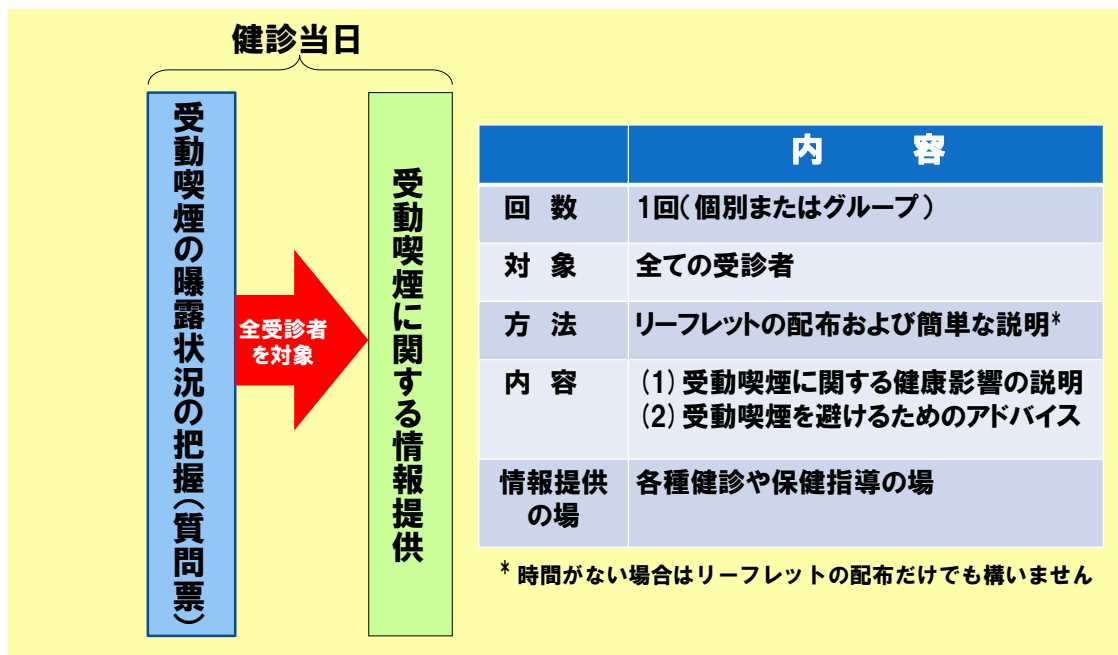 健診当日
受動喫煙の曝露状況の把握(質問票)
全受診者
を対象
受動喫煙に関する情報提供
内 容
回 数 1回(個別またはグループ)
対 象 全ての受診者
方 法 リーフレットの配布および簡単な説明*
内 容 (1) 受動喫煙に関する健康影響の説明
(2) 受動喫煙を避けるためのアドバイス
情報提供 各種健診や保健指導の場
の場
* 時間がない場合はリーフレットの配布だけでも構いません